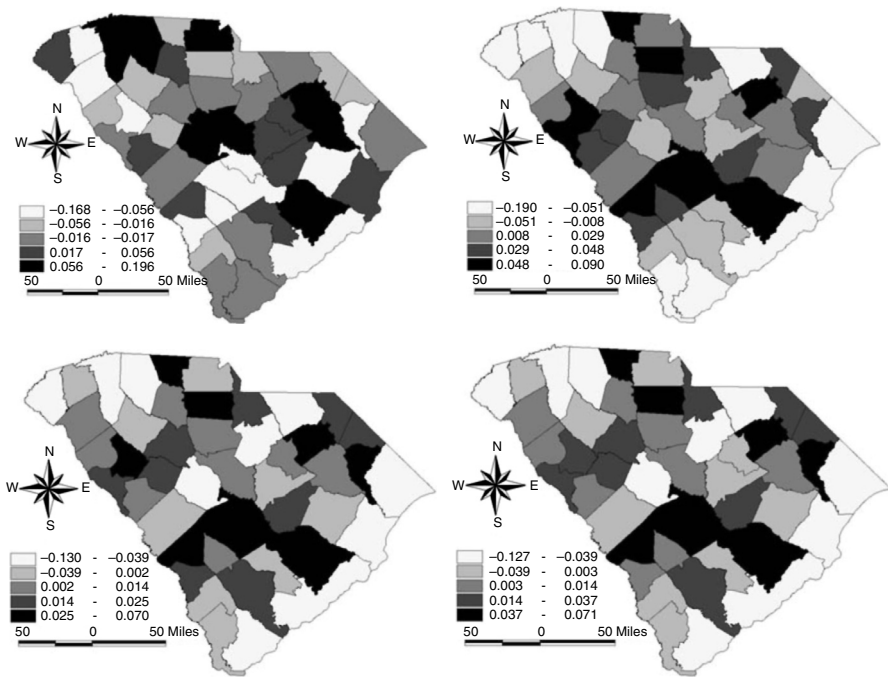 N
W E
S
−0.168 - −0.056
−0.056 - −0.016
−0.016 - −0.017
0.017 - 0.056
0.056 - 0.196
50 0 50 Miles
N
W E
S
−0.190 - −0.051
−0.051 - −0.008
0.008 - 0.029
0.029 - 0.048
0.048 - 0.090
50 0 50 Miles
N
W E
S
−0.130 - −0.039
−0.039 - 0.002
0.002 - 0.014
0.014 - 0.025
0.025 - 0.070
50 0 50 Miles
N
W E
S
−0.127 - −0.039
−0.039 - 0.003
0.003 - 0.014
0.014 - 0.037
0.037 - 0.071
50 0 50 Miles